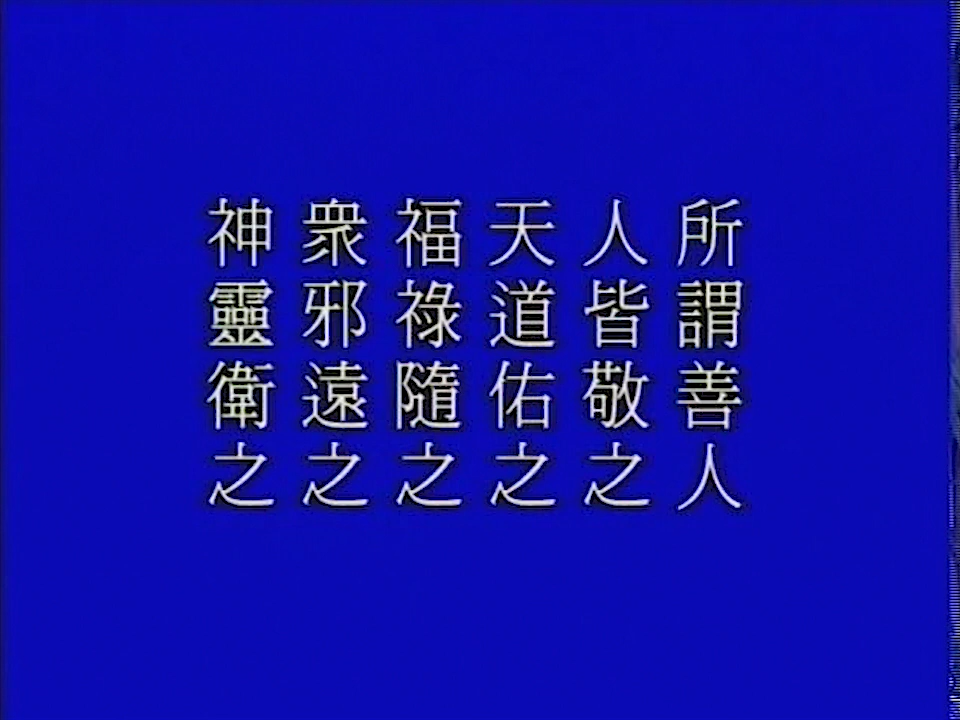 所謂善人
人皆敬之
天道佑之
福祿隨之
眾邪遠之
神靈衛之